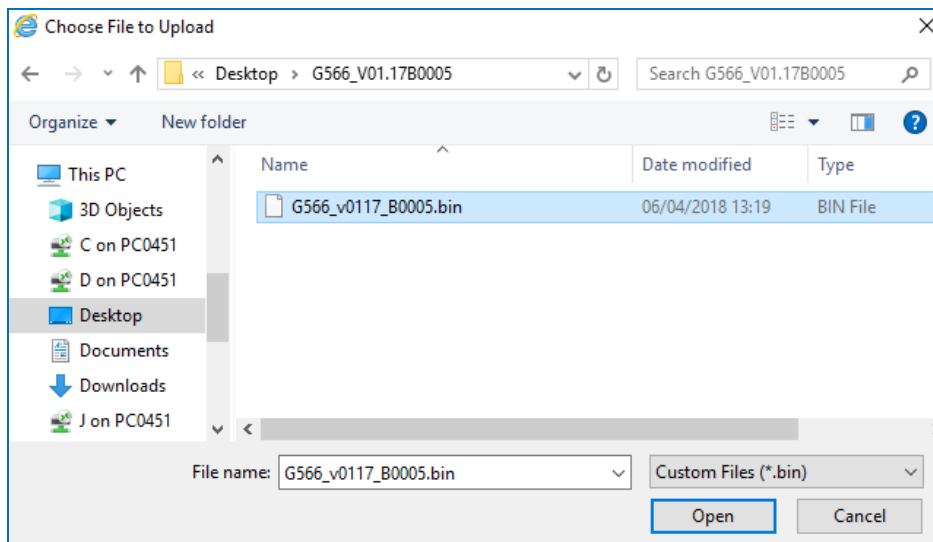 Choose File to Upload
« Desktop > G566_V01.17B0005
Search G566_V01.17B0005
Organize
New folder
?
Name
Date modified
Type
This PC
G566_v0117_B0005.bin
06/04/2018 13:19
BIN File
3D Objects
C on PC0451
D on PC0451
Desktop
Documents
Downloads
J on PC0451
File name:
G566_v0117_B0005.bin
Custom Files (*.bin)
Open
Cancel